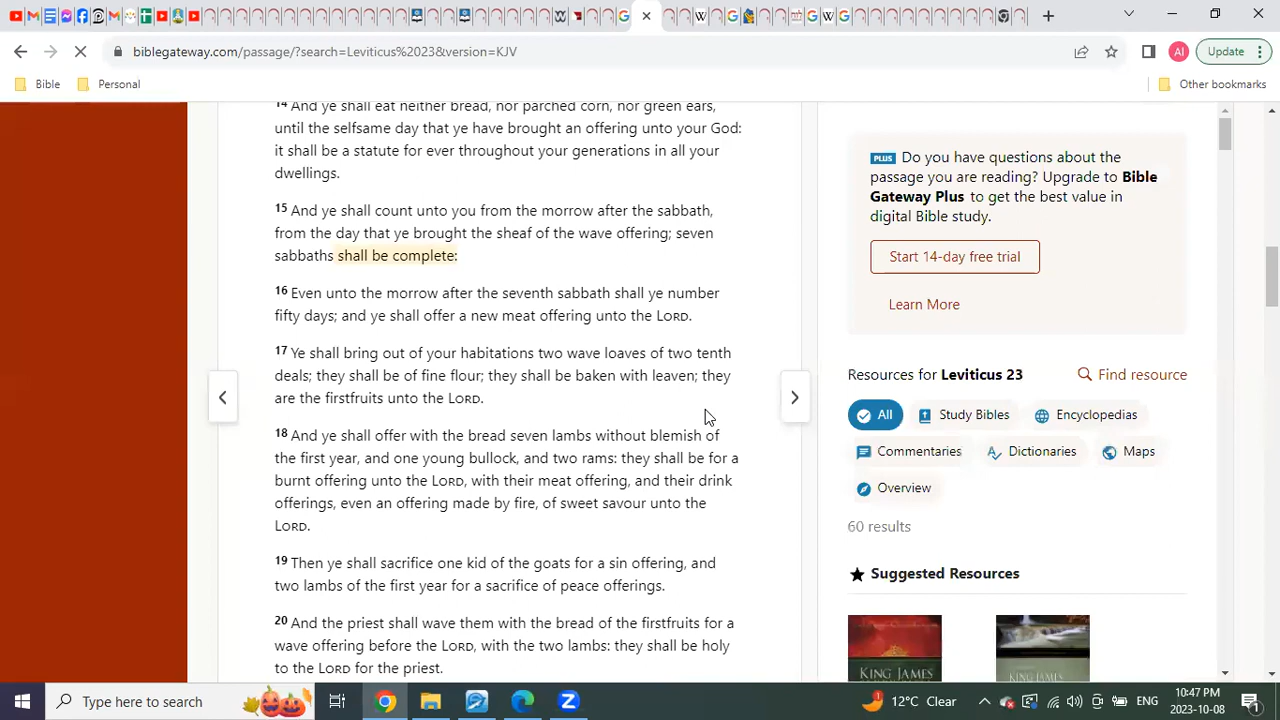 biblegateway.com/passage/?search=Leviticus%2023&version=KJV
AI
Update
Bible
Personal
Other bookmarks
14 And ye shall eat neither bread, nor parched corn, nor green ears,
until the selfsame day that ye have brought an offering unto your God:
it shall be a statute for ever throughout your generations in all your
dwellings.
15 And ye shall count unto you from the morrow after the sabbath,
from the day that ye brought the sheaf of the wave offering; seven
sabbaths shall be complete:
16 Even unto the morrow after the seventh sabbath shall ye number
fifty days; and ye shall offer a new meat offering unto the LORD.
17 Ye shall bring out of your habitations two wave loaves of two tenth
deals; they shall be of fine flour; they shall be baken with leaven; they
are the firstfruits unto the LORD.
18 And ye shall offer with the bread seven lambs without blemish of
the first year, and one young bullock, and two rams: they shall be for a
burnt offering unto the LORD, with their meat offering, and their drink
offerings, even an offering made by fire, of sweet savour unto the
LORD.
19 Then ye shall sacrifice one kid of the goats for a sin offering, and
two lambs of the first year for a sacrifice of peace offerings.
20 And the priest shall wave them with the bread of the firstfruits for a
wave offering before the LORD, with the two lambs: they shall be holy
to the LORD for the priest.
PLUS Do you have questions about the
passage you are reading? Upgrade to Bible
Gateway Plus to get the best value in
digital Bible study.
Start 14-day free trial
Learn More
Resources for Leviticus 23
Find resource
All
Study Bibles
Encyclopedias
Commentaries
Dictionaries
Maps
Overview
60 results
Suggested Resources
KING JAMES
KING JAMES
Type here to search
12°C Clear
ENG
10:47 PM
2023-10-08